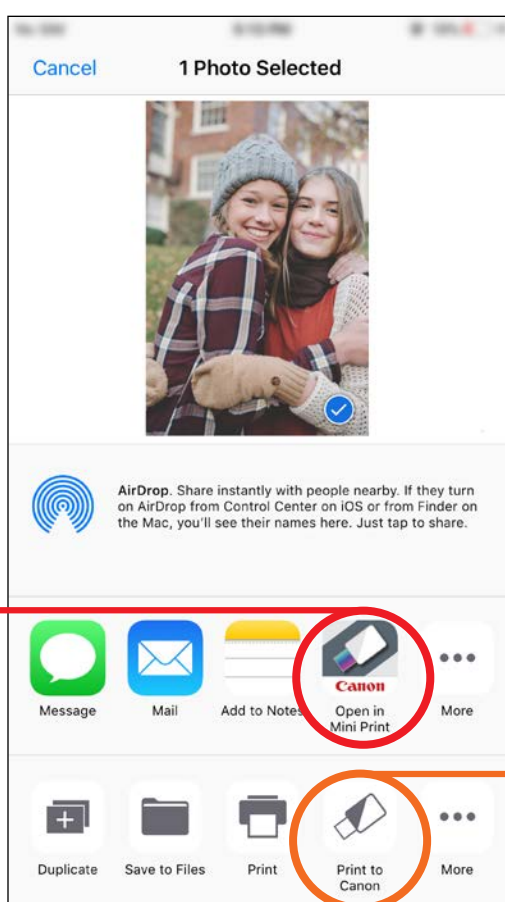 Cancel 1 Photo Selected
AirDrop. Share instantly with people nearby. If they turn
on AirDrop from Control Center on iOS or from Finder on
the Mac, you'll see their names here. Just tap to share.
Canon
Message Mail Add to Notes Open in More
Mini Print
Duplicate Save to Files Print Print to More
Canon